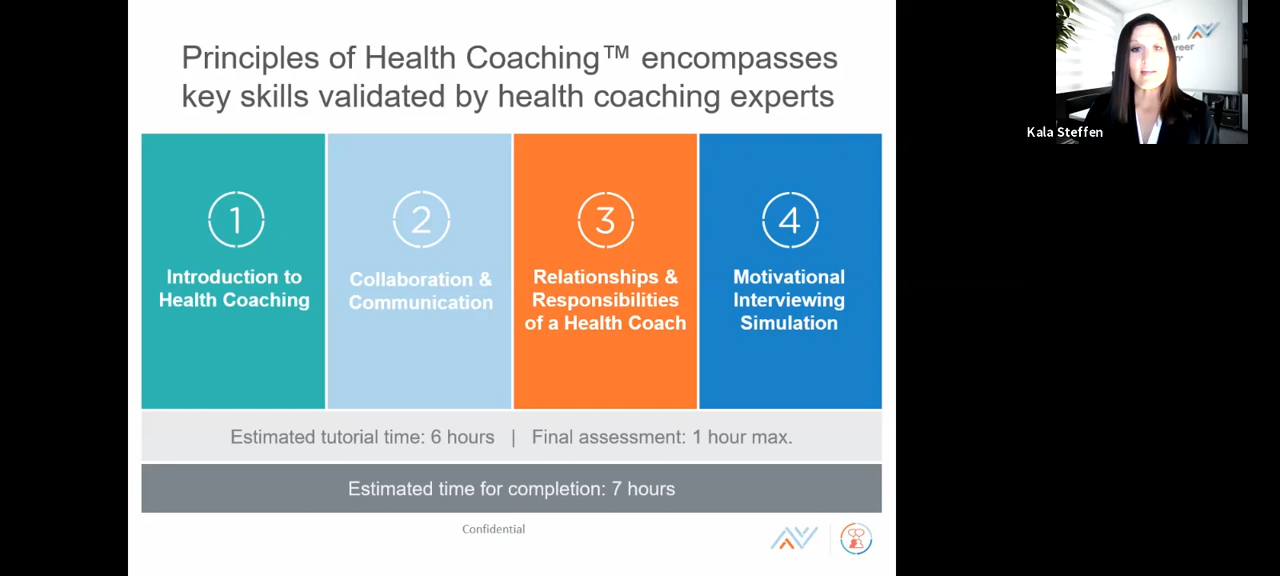 Principles of Health Coaching™ encompasses
key skills validated by health coaching experts
1
Introduction to
Health Coaching
2
Collaboration &
Communication
3
Relationships &
Responsibilities
of a Health Coach
4
Motivational
Interviewing
Simulation
Estimated tutorial time: 6 hours | Final assessment: 1 hour max.
Estimated time for completion: 7 hours
Confidential
Kala Steffen